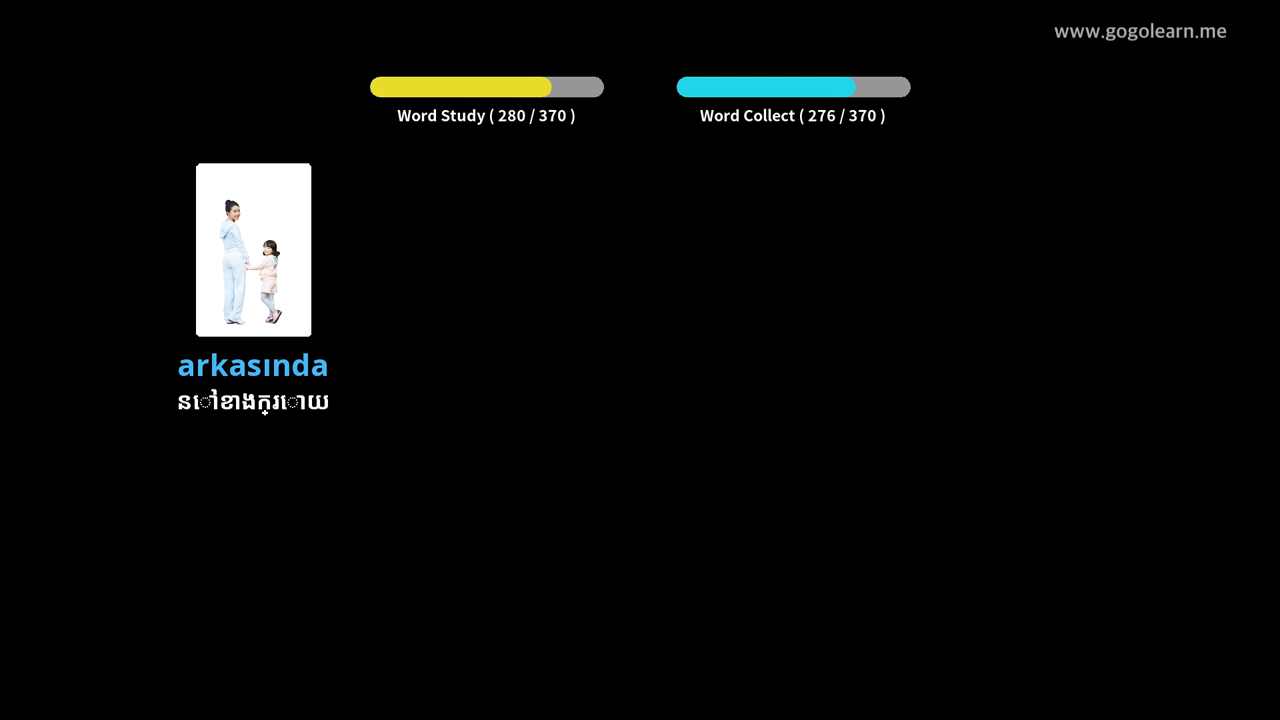 www.gogolearn.me
Word Study ( 280 / 370 )
Word Collect ( 276 / 370 )
arkasında
នៅខាងក្រោយ